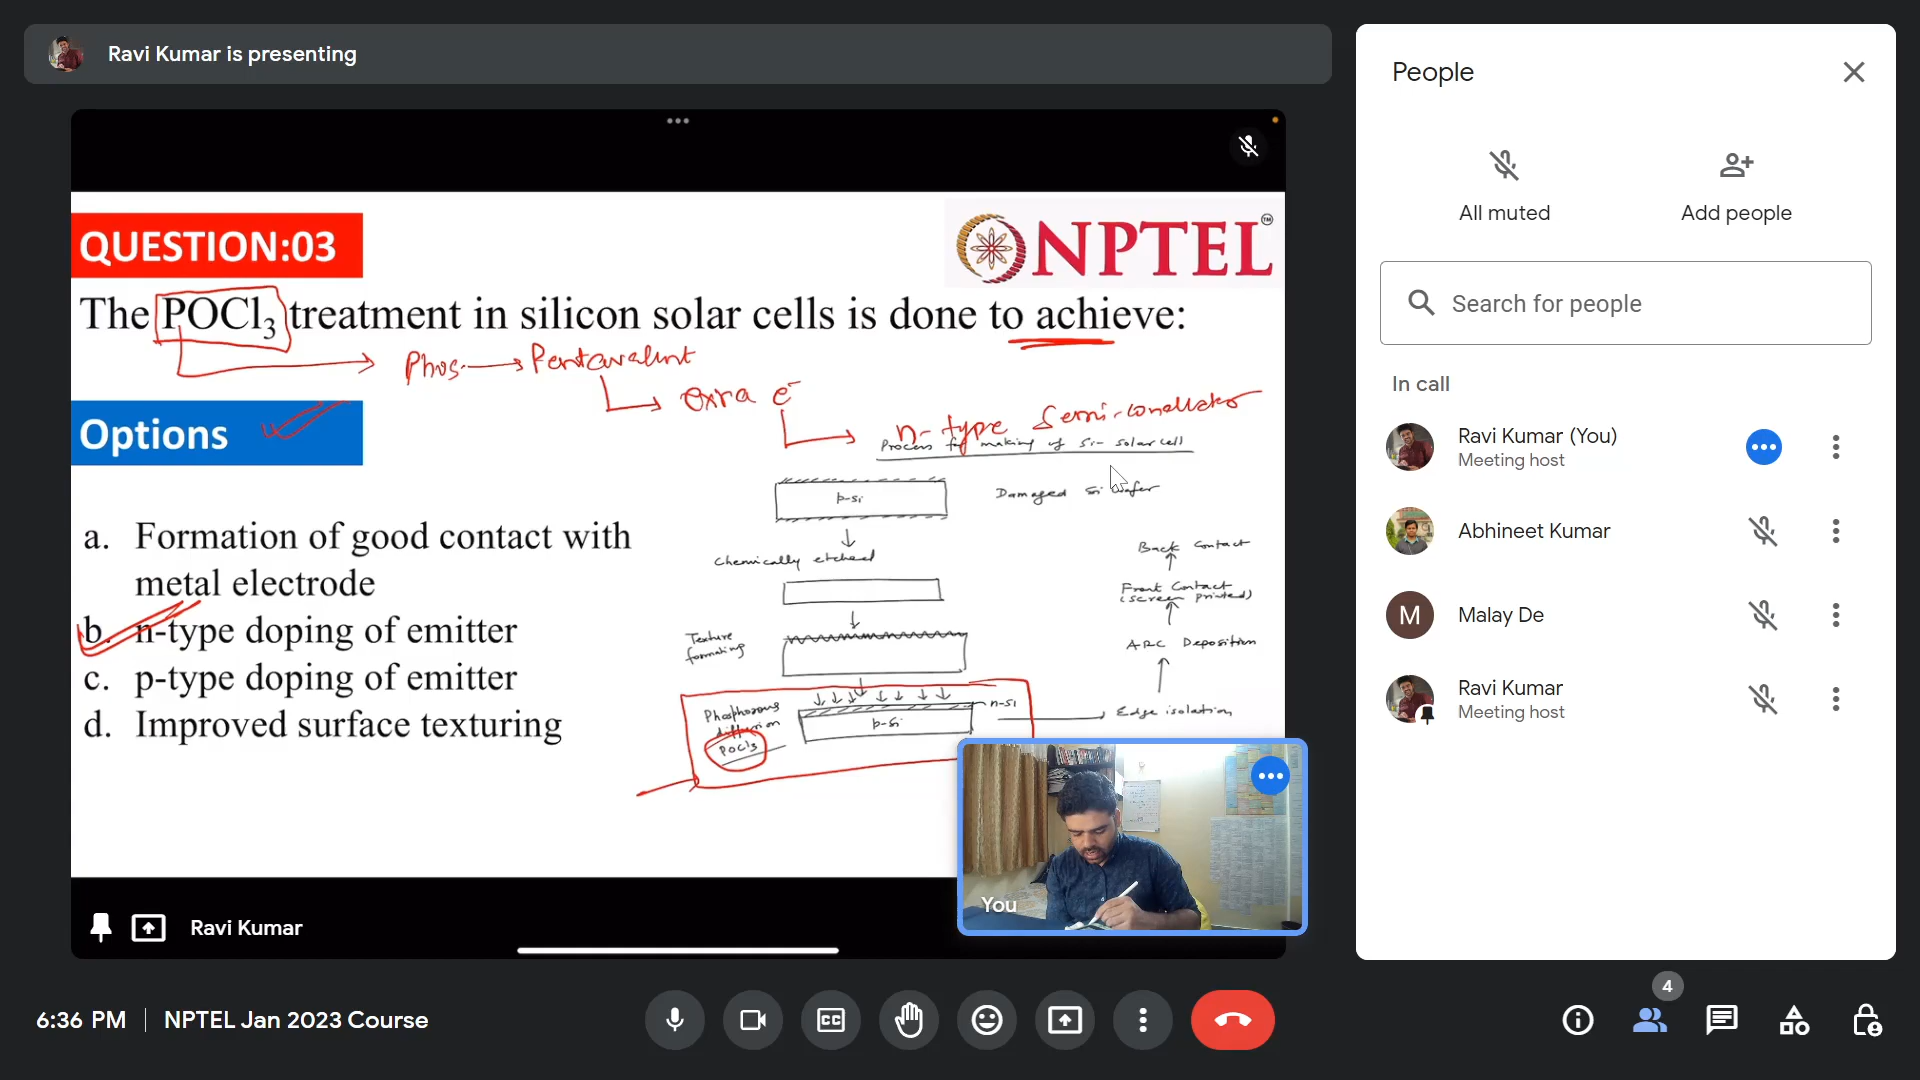 Ravi Kumar is presenting
QUESTION:03
NPTEL
TM
The POCl3 treatment in silicon solar cells is done to achieve:
Phos. → Pentavalent
extra e-
n-type Semi-conductor
Options
Process for making of Si- solar cell
p-Si
Damaged Si Wafer
Chemically etched
Back Contact
Front Contact
(screen printed)
Texture
formating
ARC Deposition
Phosphorous
diffusion
POCl3
n-Si
p-Si
Edge isolation
a. Formation of good contact with
metal electrode
b. n-type doping of emitter
c. p-type doping of emitter
d. Improved surface texturing
You
Ravi Kumar
People
All muted
Add people
Search for people
In call
Ravi Kumar (You)
Meeting host
Abhineet Kumar
M
Malay De
Ravi Kumar
Meeting host
6:36 PM | NPTEL Jan 2023 Course
CC
4